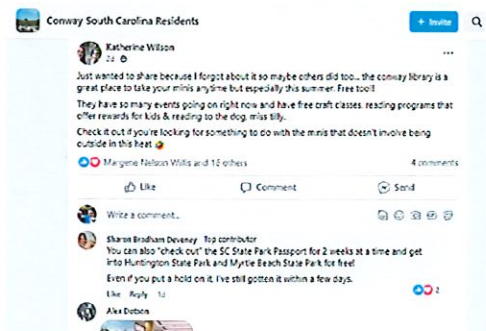 Conway South Carolina Residents
+ Invite
Katherine Wilson
2d
Just wanted to share because I forgot about it so maybe others did too... the conway library is a
great place to take your minis anytime but especially this summer. Free too!!
They have so many events going on right now and have free craft classes, reading programs that
offer rewards for kids & reading to the dog, miss tilly.
Check it out if you're looking for something to do with the minis that doesn't involve being
outside in this heat 🤣
Margene Nelson Willis and 16 others 4 comments
Like Comment Send
Write a comment...
Sharon Bradham Deveney Top contributor
You can also "check out" the SC State Park Passport for 2 weeks at a time and get
into Huntington State Park and Myrtle Beach State Park for free!
Even if you put a hold on it, I've still gotten it within a few days.
Like Reply 1d 2
Alex Dotson